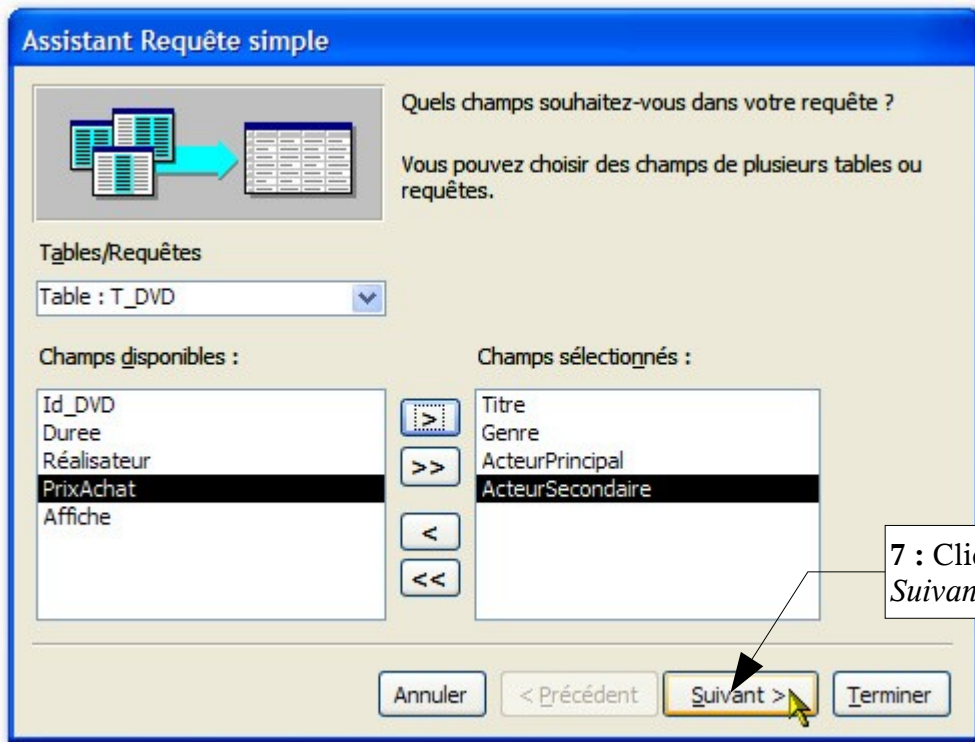 Assistant Requête simple
Quels champs souhaitez-vous dans votre requête ?
Vous pouvez choisir des champs de plusieurs tables ou
requêtes.
Tables/Requêtes
Table : T_DVD
Champs disponibles :
Id_DVD
Duree
Réalisateur
PrixAchat
Affiche
>
>>
<
<<
Champs sélectionnés :
Titre
Genre
ActeurPrincipal
ActeurSecondaire
7 : Clic
Suivan
Annuler
< Précédent
Suivant >
Terminer